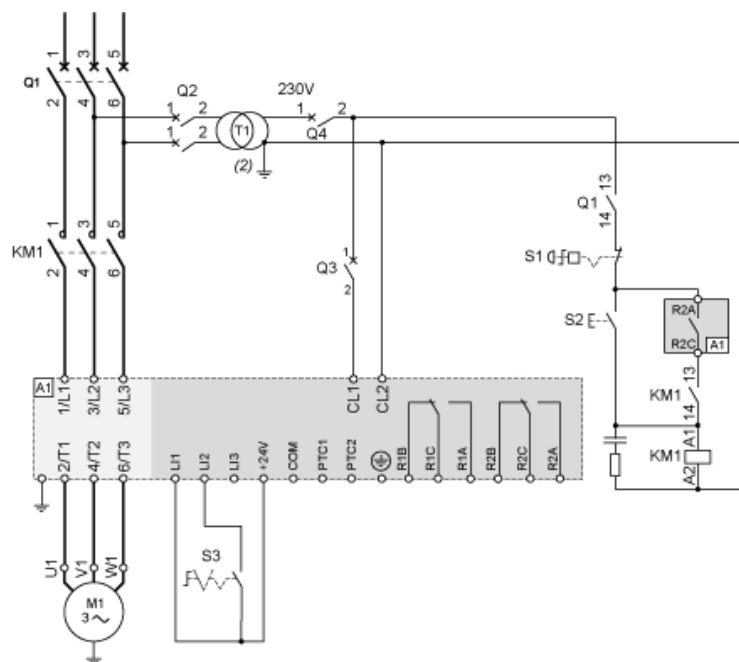 1 3 5
Q1
2 4 6
Q2
1 2
1 2
T1
(2)
230V
1 2
Q4
13
Q1
14
1 3 5
KM1
2 4 6
1
Q3
2
S1
S2
R2A
R2C
A1
13
KM1
14
A1
KM1
A2
A1
1/L1 3/L2 5/L3 CL1 CL2
2/T1 4/T2 6/T3 LI1 LI2 LI3 +24V COM PTC1 PTC2 R1B R1C R1A R2B R2C R2A
S3
U1 V1 W1
M1
3